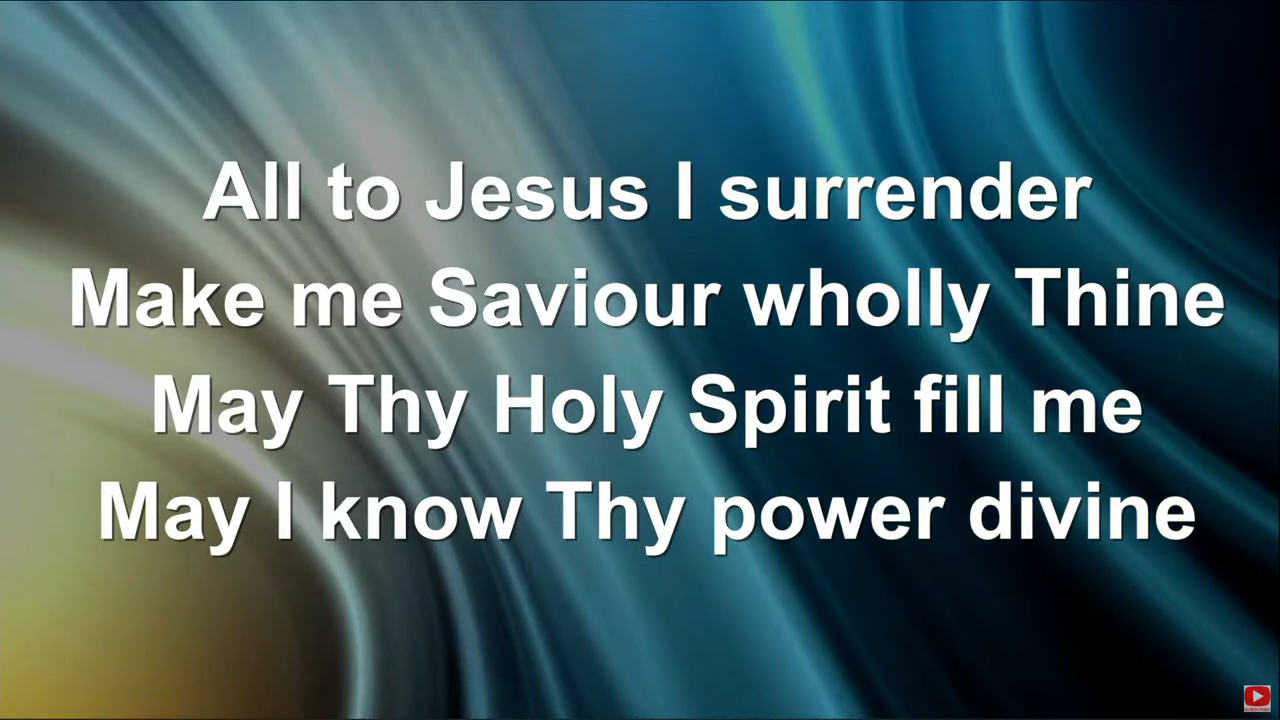 All to Jesus I surrender
Make me Saviour wholly Thine
May Thy Holy Spirit fill me
May I know Thy power divine
SUBSCRIBE